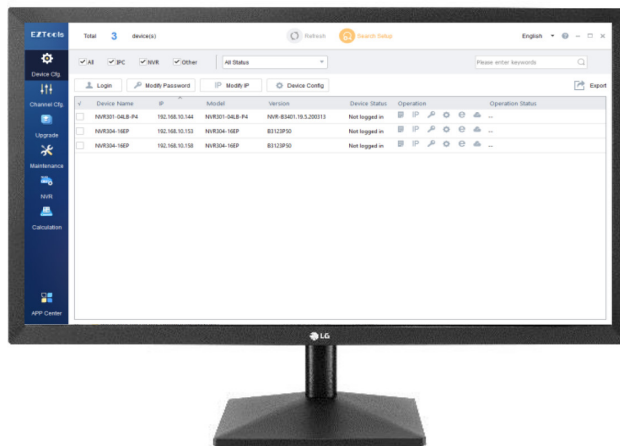 EZTools
Total 3 device(s) Refresh Search Setup English
All IPC NVR Other All Status Please enter keywords
Device Cfg.
Login Modify Password IP Modify IP Device Config Export
Channel Cfg.
√ Device Name IP Model Version Device Status Operation Operation Status
NVR301-04LB-P4 192.168.10.144 NVR301-04LB-P4 NVR-B3401.19.5.200313 Not logged in IP ...
NVR304-16EP 192.168.10.153 NVR304-16EP B3123P50 Not logged in IP ...
NVR304-16EP 192.168.10.158 NVR304-16EP B3123P50 Not logged in IP ...
Upgrade
Maintenance
NVR
Calculation
APP Center
LG